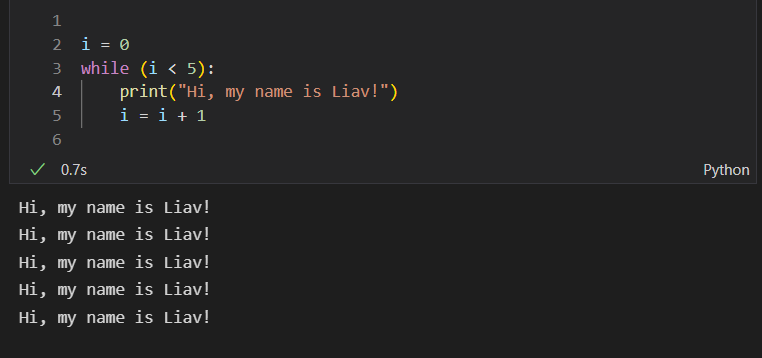 1
2 i = 0
3 while (i < 5):
4     print("Hi, my name is Liav!")
5     i = i + 1
6
0.7s Python
Hi, my name is Liav!
Hi, my name is Liav!
Hi, my name is Liav!
Hi, my name is Liav!
Hi, my name is Liav!